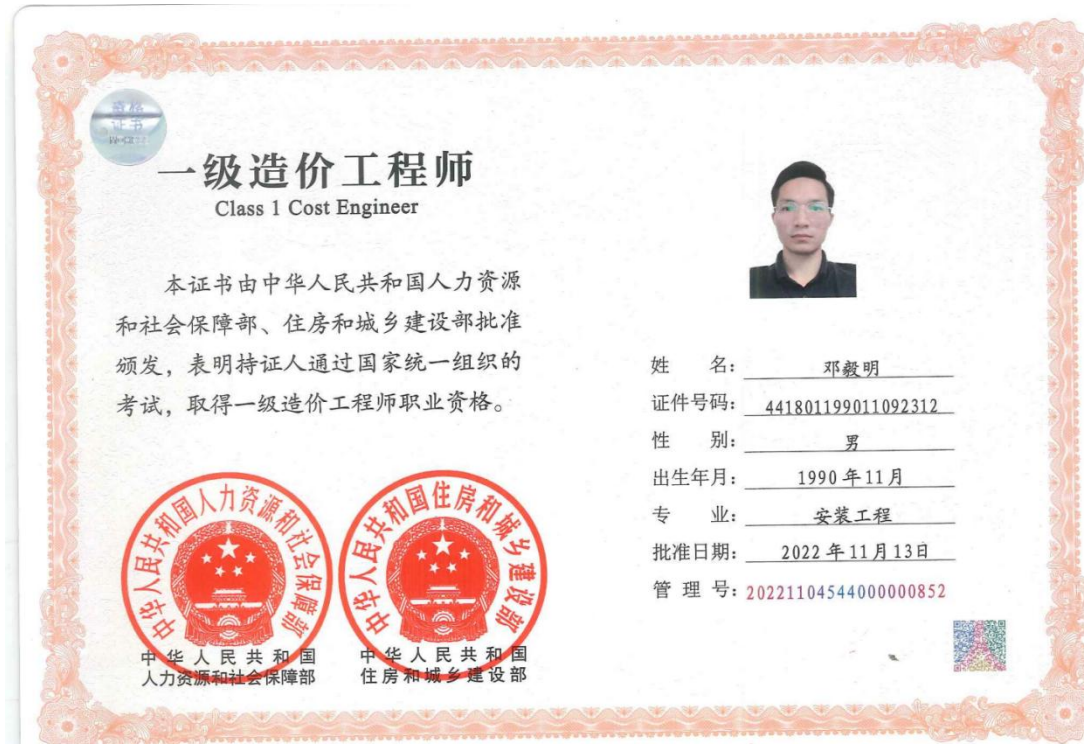 资格
证书
一级造价工程师
Class 1 Cost Engineer
本证书由中华人民共和国人力资源
和社会保障部、住房和城乡建设部批准
颁发，表明持证人通过国家统一组织的
考试，取得一级造价工程师职业资格。
中华人民共和国人力资源和社会保障部
中华人民共和国住房和城乡建设部
中华人民共和国
人力资源和社会保障部
中华人民共和国
住房和城乡建设部
姓 名：邓毅明
证件号码：441801199011092312
性 别：男
出生年月：1990年11月
专 业：安装工程
批准日期：2022年11月13日
管 理 号：20221104544000000852